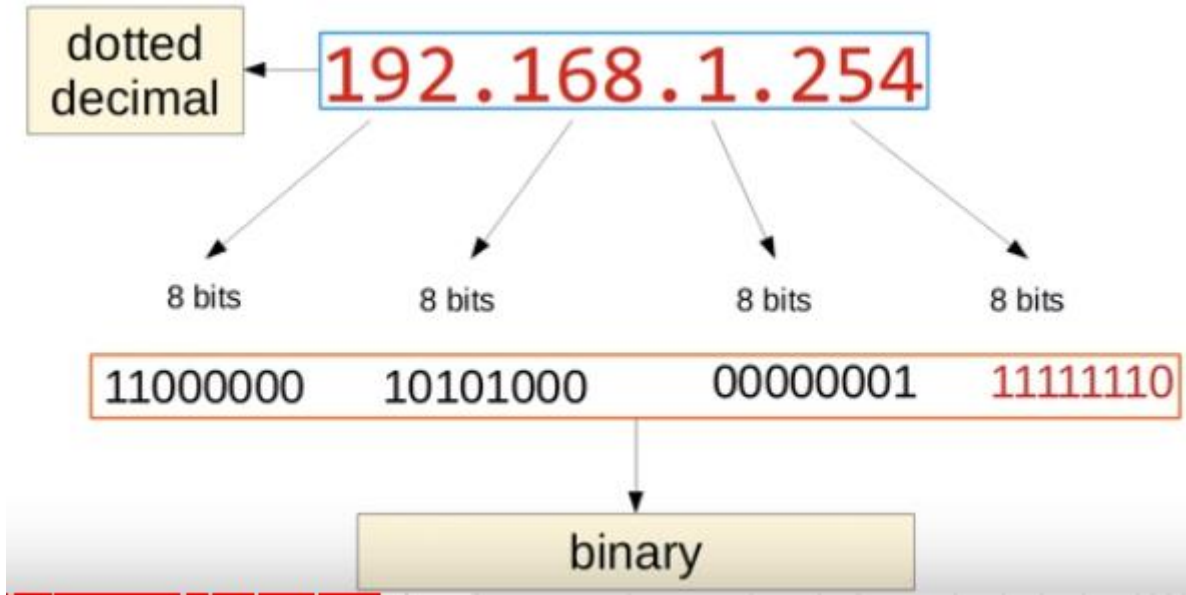 dotted
decimal
192.168.1.254
8 bits 8 bits 8 bits 8 bits
11000000 10101000 00000001 11111110
binary